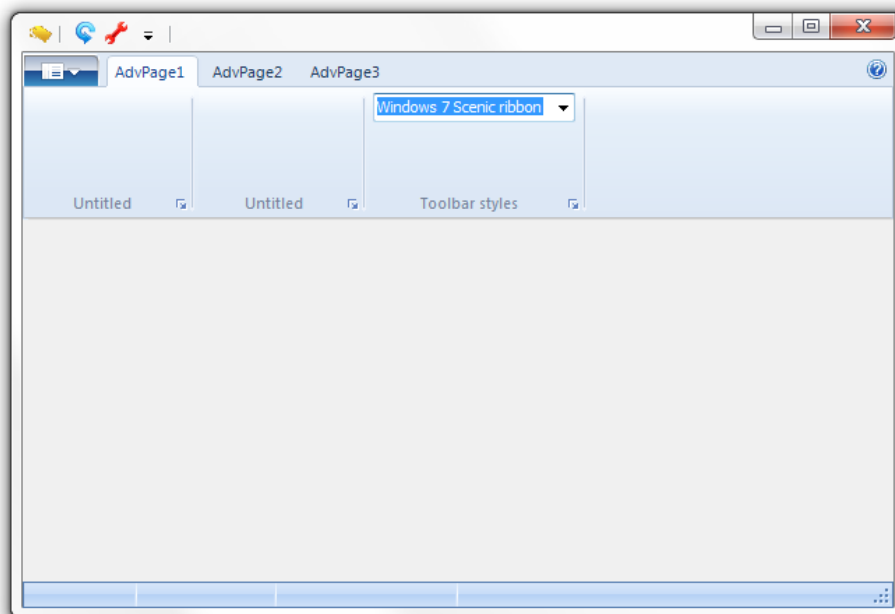 AdvPage1 AdvPage2 AdvPage3
Windows 7 Scenic ribbon
Untitled Untitled Toolbar styles